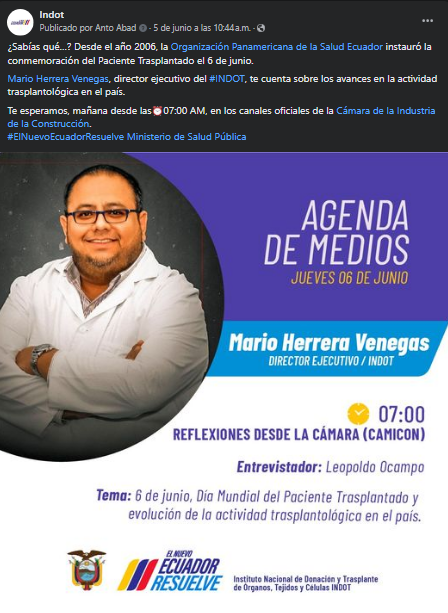 Indot
Publicado por Anto Abad · 5 de junio a las 10:44 a.m. ·
¿Sabías qué...? Desde el año 2006, la Organización Panamericana de la Salud Ecuador instauró la
conmemoración del Paciente Trasplantado el 6 de junio.
Mario Herrera Venegas, director ejecutivo del #INDOT, te cuenta sobre los avances en la actividad
trasplantológica en el país.
Te esperamos, mañana desde las⏰07:00 AM, en los canales oficiales de la Cámara de la Industria
de la Construcción.
#ElNuevoEcuadorResuelve Ministerio de Salud Pública
AGENDA
DE MEDIOS
JUEVES 06 DE JUNIO
Mario Herrera Venegas
DIRECTOR EJECUTIVO / INDOT
07:00
REFLEXIONES DESDE LA CÁMARA (CAMICON)
Entrevistador: Leopoldo Ocampo
Tema: 6 de junio, Día Mundial del Paciente Trasplantado y
evolución de la actividad trasplantológica en el país.
EL NUEVO
ECUADOR
RESUELVE
Instituto Nacional de Donación y Trasplante
de Órganos, Tejidos y Células INDOT